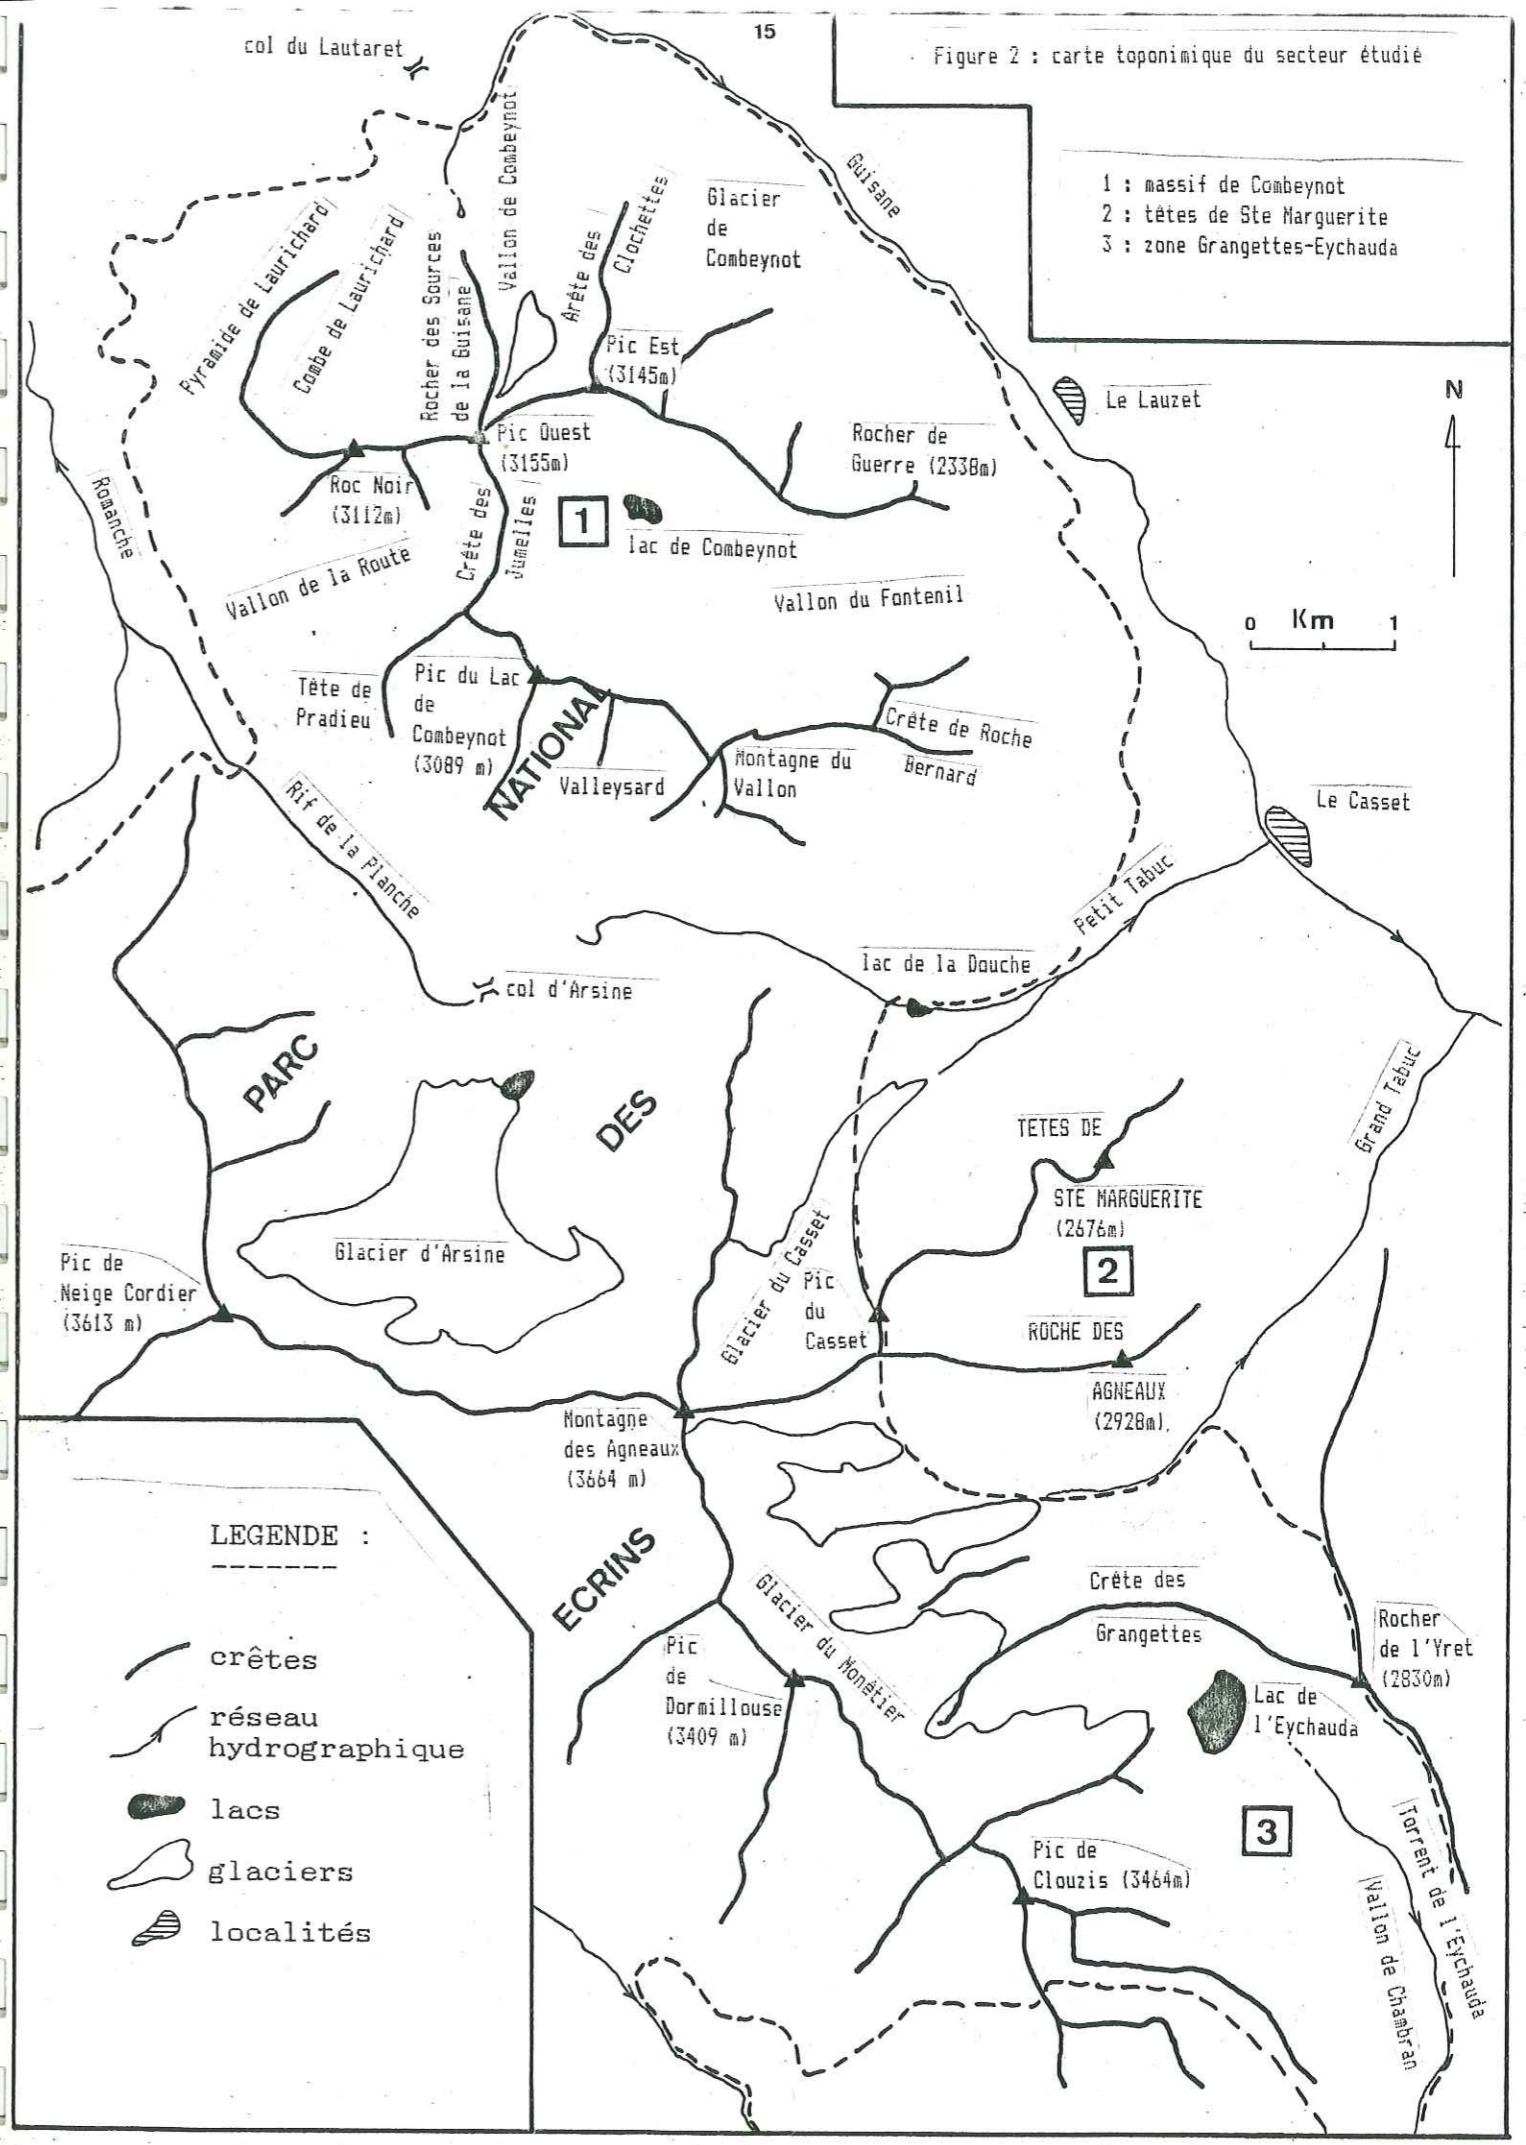 15
Figure 2 : carte toponimique du secteur étudié
1 : massif de Combeynot
2 : têtes de Ste Marguerite
3 : zone Grangettes-Eychauda
col du Lautaret
Vallon de Combeynot
Guisane
Glacier
de
Combeynot
Arête des
Clochettes
Pyramide de Laurichard
Combe de Laurichard
Rocher des Sources
de la Guisane
Pic Est
(3145m)
N
Le Lauzet
Pic Ouest
(3155m)
Rocher de
Guerre (2338m)
Roc Noir
(3112m)
Romanche
Crête des
Jumelles
1
lac de Combeynot
Vallon de la Route
Vallon du Fontenil
0 Km 1
Tête de
Pradieu
Pic du Lac
de
Combeynot
(3089 m)
NATIONAL
Valleysard
Montagne du
Vallon
Crête de Roche
Bernard
Le Casset
Rif de la Planche
Petit Tabuc
lac de la Douche
col d'Arsine
PARC
DES
Grand Tabuc
TETES DE
STE MARGUERITE
(2676m)
2
Glacier d'Arsine
Glacier du Casset
Pic de
Neige Cordier
(3613 m)
Pic
du
Casset
ROCHE DES
AGNEAUX
(2928m)
Montagne
des Agneaux
(3664 m)
ECRINS
Crête des
Grangettes
Glacier du Monêtier
Rocher
de l'Yret
(2830m)
Pic
de
Dormillouse
(3409 m)
Lac de
l'Eychauda
3
Pic de
Clouzis (3464m)
Torrent de l'Eychauda
Vallon de Chambran
LEGENDE :
crêtes
réseau
hydrographique
lacs
glaciers
localités